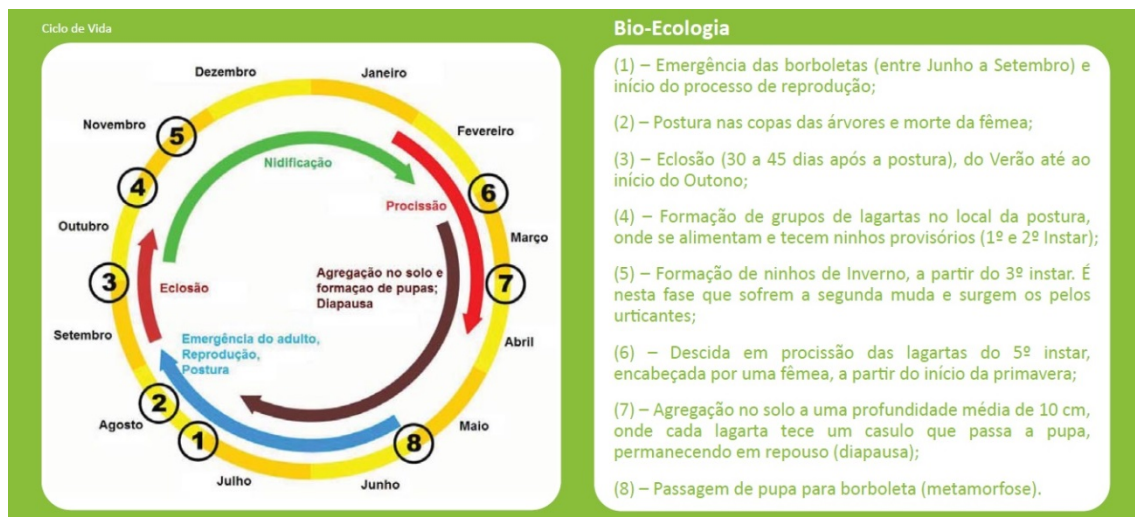 Ciclo de Vida
Dezembro
Janeiro
Novembro
5
Fevereiro
Nidificação
4
6
Procissão
Outubro
Março
Agregação no solo e
formaçao de pupas;
Diapausa
3
Eclosão
7
Setembro
Emergência do adulto,
Reprodução,
Postura
Abril
2
Agosto
1
8
Maio
Julho
Junho
Bio-Ecologia
(1) – Emergência das borboletas (entre Junho a Setembro) e
início do processo de reprodução;
(2) – Postura nas copas das árvores e morte da fêmea;
(3) – Eclosão (30 a 45 dias após a postura), do Verão até ao
início do Outono;
(4) – Formação de grupos de lagartas no local da postura,
onde se alimentam e tecem ninhos provisórios (1º e 2º Instar);
(5) – Formação de ninhos de Inverno, a partir do 3º instar. É
nesta fase que sofrem a segunda muda e surgem os pelos
urticantes;
(6) – Descida em procissão das lagartas do 5º instar,
encabeçada por uma fêmea, a partir do início da primavera;
(7) – Agregação no solo a uma profundidade média de 10 cm,
onde cada lagarta tece um casulo que passa a pupa,
permanecendo em repouso (diapausa);
(8) – Passagem de pupa para borboleta (metamorfose).